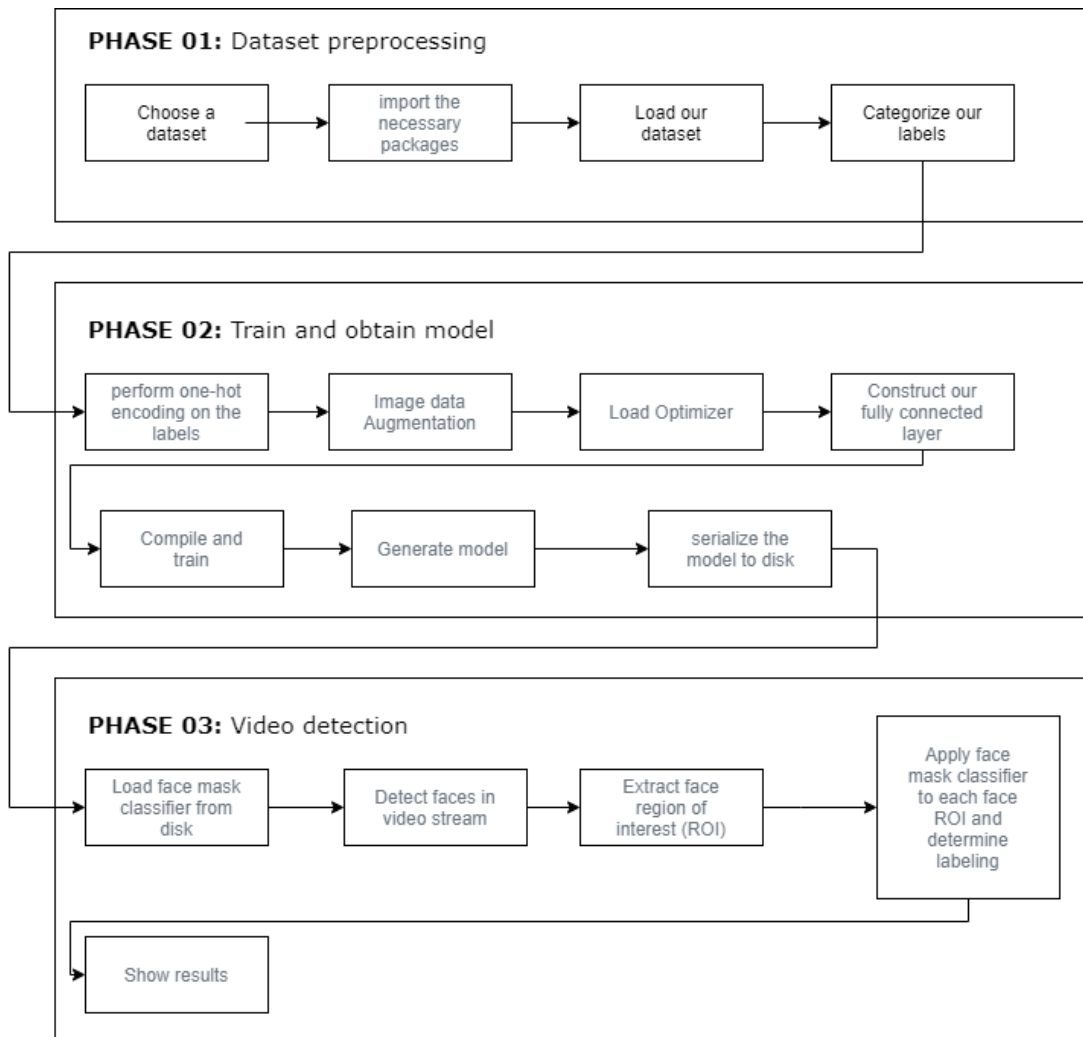 PHASE 01: Dataset preprocessing
Choose a
dataset
import the
necessary
packages
Load our
dataset
Categorize our
labels
PHASE 02: Train and obtain model
perform one-hot
encoding on the
labels
Image data
Augmentation
Load Optimizer
Construct our
fully connected
layer
Compile and
train
Generate model
serialize the
model to disk
PHASE 03: Video detection
Load face mask
classifier from
disk
Detect faces in
video stream
Extract face
region of
interest (ROI)
Apply face
mask classifier
to each face
ROI and
determine
labeling
Show results